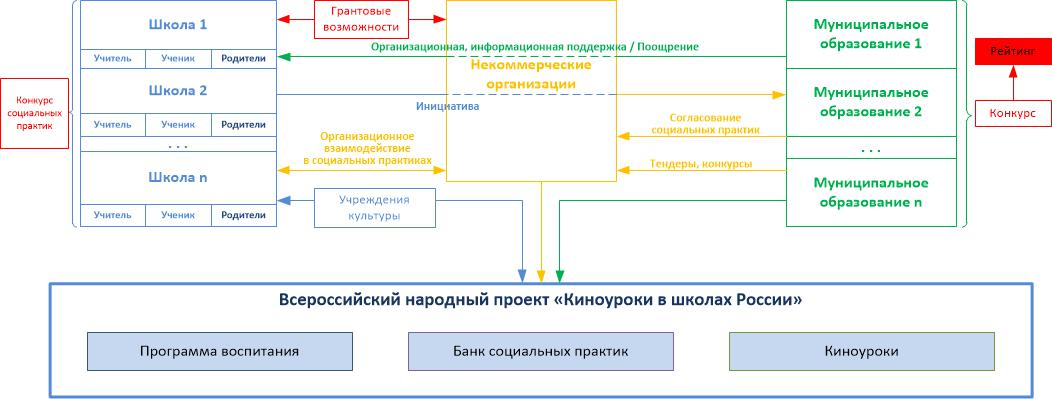 Школа 1
Учитель Ученик Родители
Школа 2
Учитель Ученик Родители
. . .
Школа n
Учитель Ученик Родители
Конкурс
социальных
практик
Грантовые
возможности
Организационная, информационная поддержка / Поощрение
Некоммерческие
организации
Инициатива
Организационное
взаимодействие
в социальных практиках
Согласование
социальных практик
Тендеры, конкурсы
Учреждения
культуры
Муниципальное
образование 1
Муниципальное
образование 2
. . .
Муниципальное
образование n
Рейтинг
Конкурс
Всероссийский народный проект «Киноуроки в школах России»
Программа воспитания
Банк социальных практик
Киноуроки